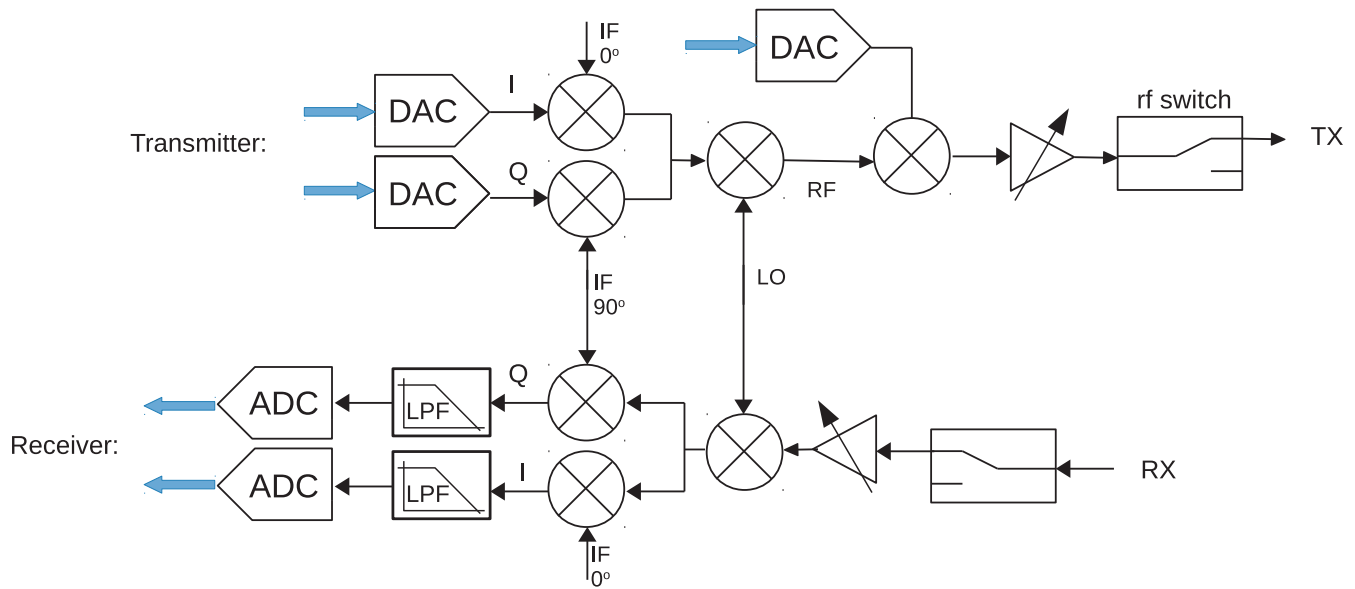 IF
0º
DAC
rf switch
I
DAC
Transmitter:
TX
Q
DAC
RF
IF
90º
LO
Q
ADC
LPF
Receiver:
RX
I
ADC
LPF
IF
0º